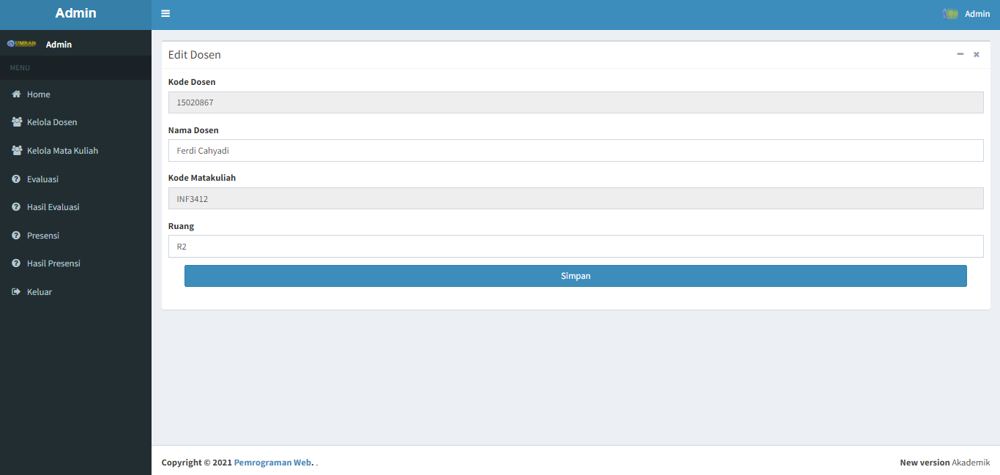 Admin
Admin
UMRAH Admin
MENU
Home
Kelola Dosen
Kelola Mata Kuliah
Evaluasi
Hasil Evaluasi
Presensi
Hasil Presensi
Keluar
Edit Dosen
Kode Dosen
15020867
Nama Dosen
Ferdi Cahyadi
Kode Matakuliah
INF3412
Ruang
R2
Simpan
Copyright © 2021 Pemrograman Web. .
New version Akademik